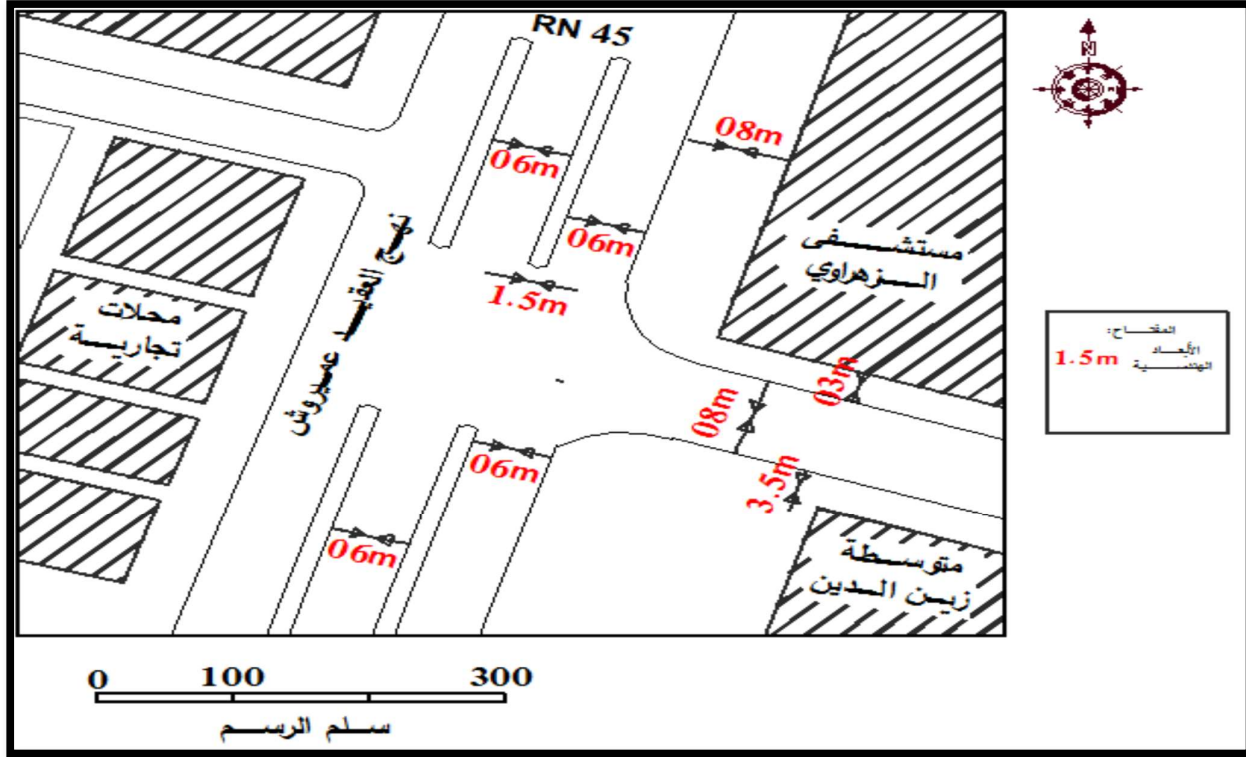 RN 45
N
08m
06m
06m
مستشفى
الزهراوي
1.5m
نهج العقيد عميروش
محلات
تجارية
المفتاح:
الأبعاد
الهندسية
1.5m
03m
08m
06m
3.5m
06m
متوسطة
زين الدين
0 100 300
سلم الرسم